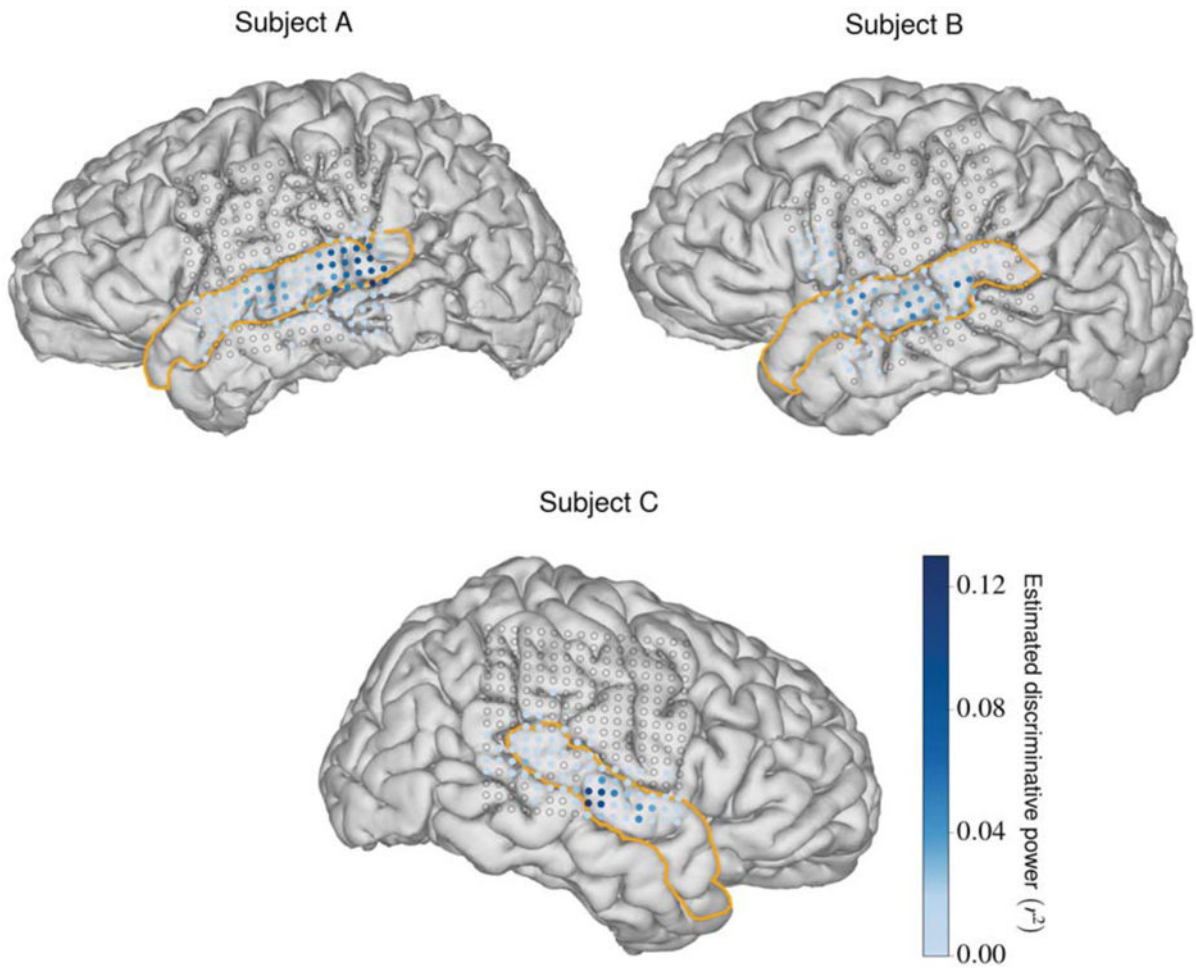 Subject A
Subject B
Subject C
0.12
0.08
0.04
0.00
Estimated discriminative power (r²)